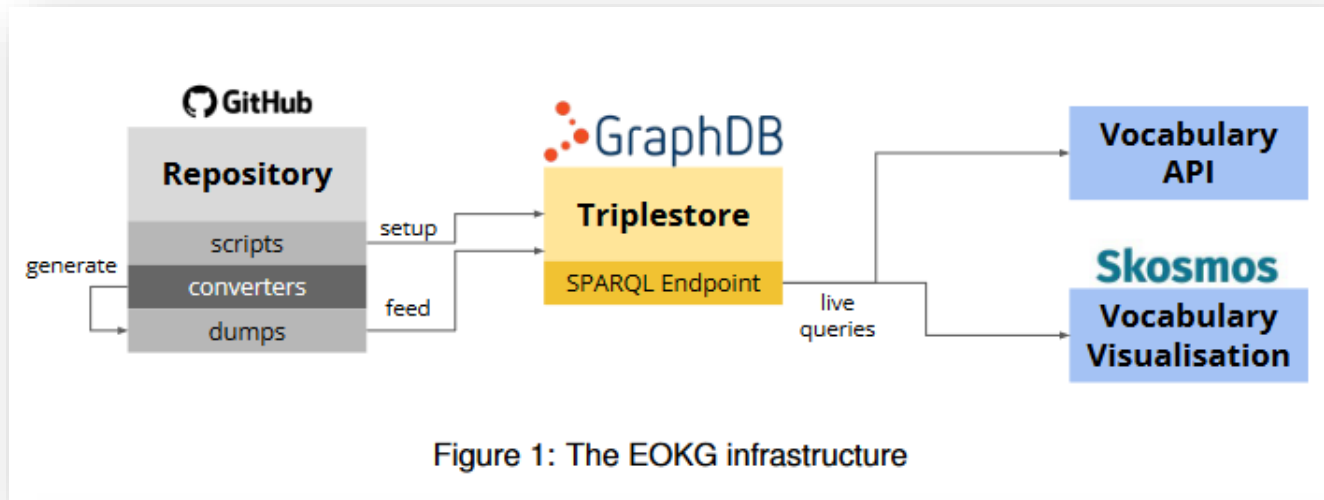 GitHub
Repository
scripts
converters
dumps
generate
setup
feed
GraphDB
Triplestore
SPARQL Endpoint
live
queries
Vocabulary
API
Skosmos
Vocabulary
Visualisation
Figure 1: The EOKG infrastructure